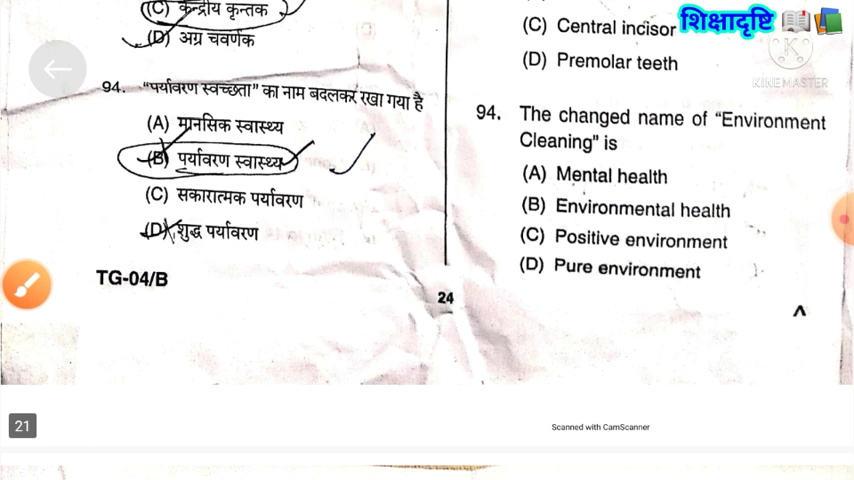 (C) केन्द्रीय कृन्तक
(D) अग्र चवर्णक
94. "पर्यावरण स्वच्छता" का नाम बदलकर रखा गया है
(A) मानसिक स्वास्थ्य
(B) पर्यावरण स्वास्थ्य
(C) सकारात्मक पर्यावरण
(D) शुद्ध पर्यावरण
TG-04/B
24
(C) Central incisor
(D) Premolar teeth
94. The changed name of "Environment
Cleaning" is
(A) Mental health
(B) Environmental health
(C) Positive environment
(D) Pure environment
शिक्षादृष्टि
K
KINEMASTER
21
Scanned with CamScanner